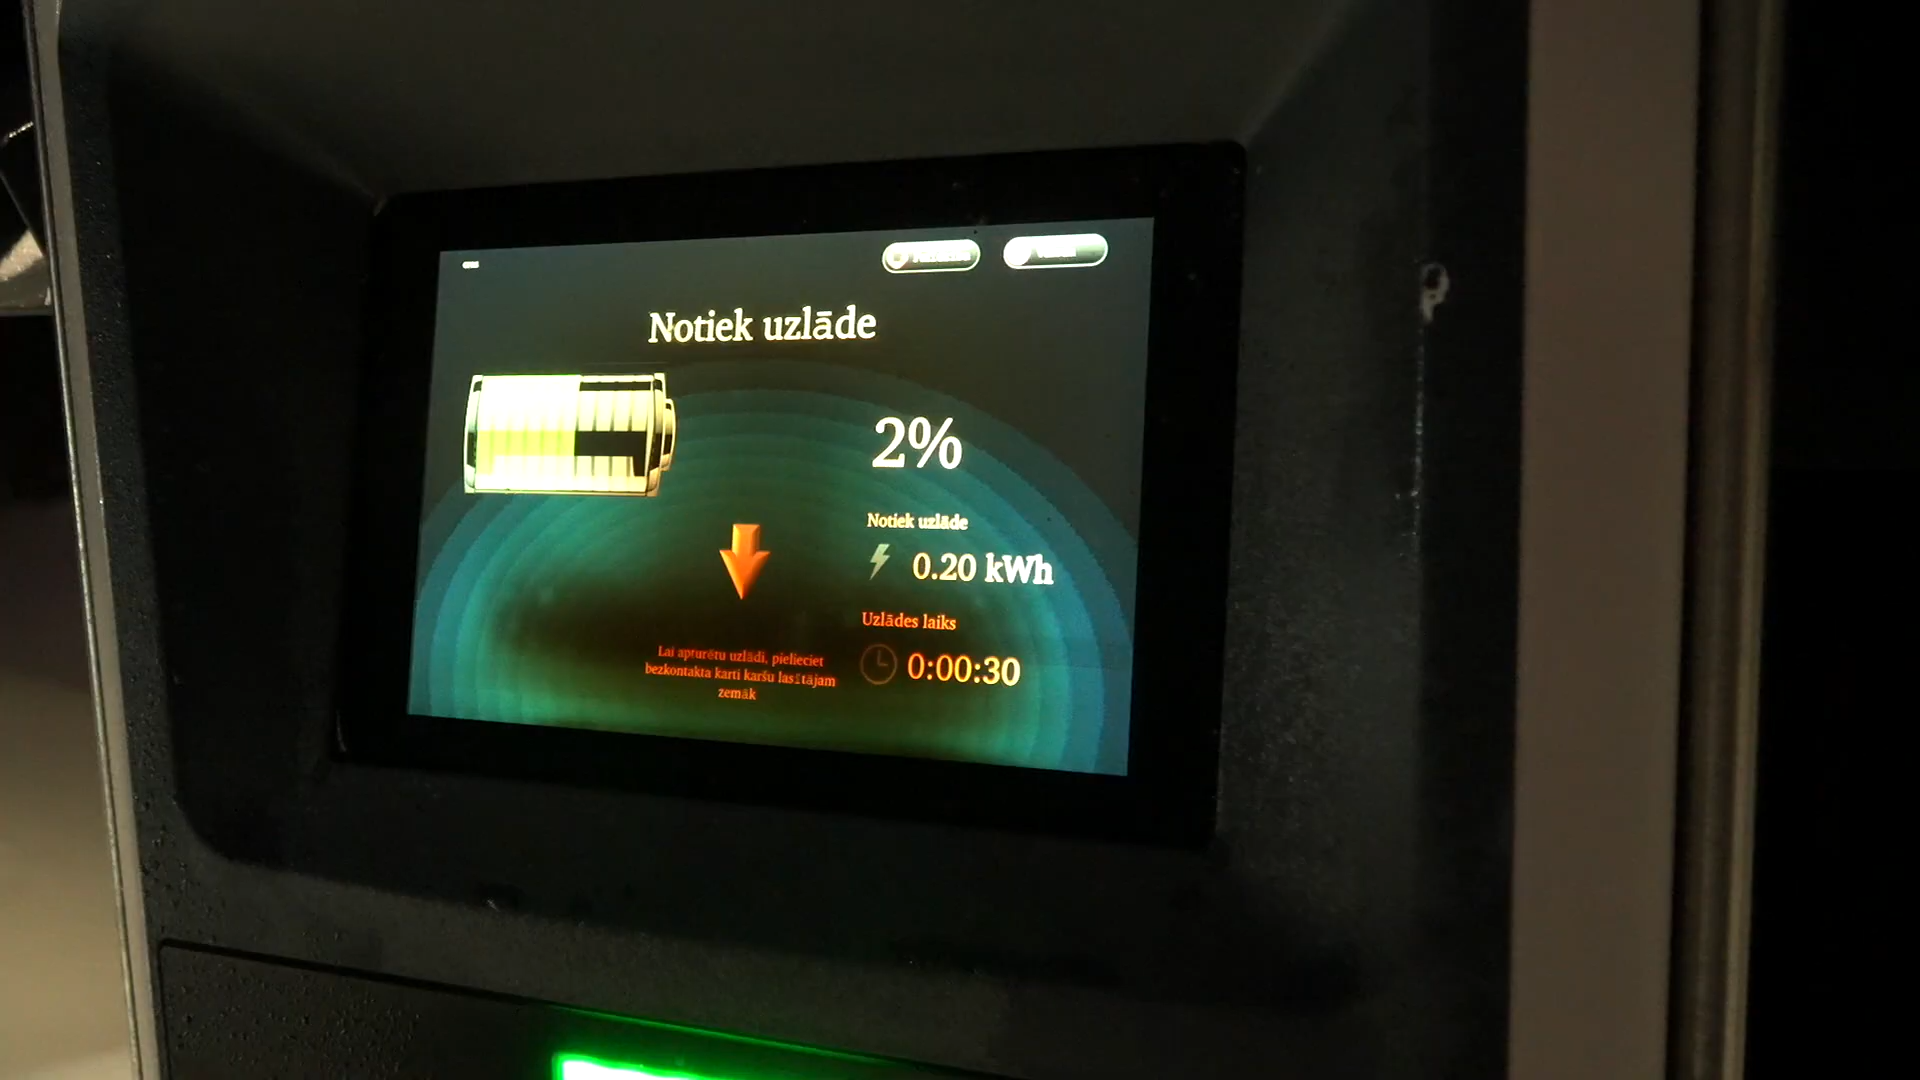 Notiek uzlāde
2%
Notiek uzlāde
0.20 kWh
Uzlādes laiks
0:00:30
Lai apturētu uzlādi, pielieciet
bezkontakta karti karšu lasītājam
zemāk